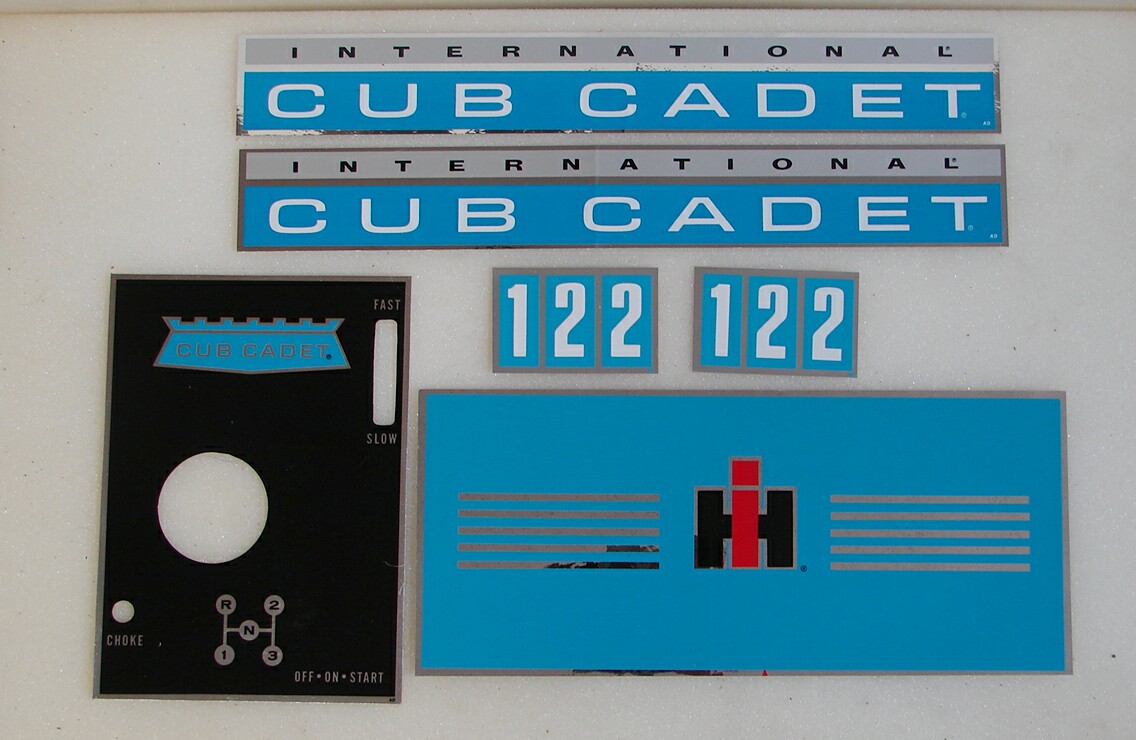 INTERNATIONAL®
CUB CADET®
INTERNATIONAL®
CUB CADET®
122
122
FAST
CUB CADET®
SLOW
IH®
R 2
N
CHOKE
1 3
OFF•ON•START